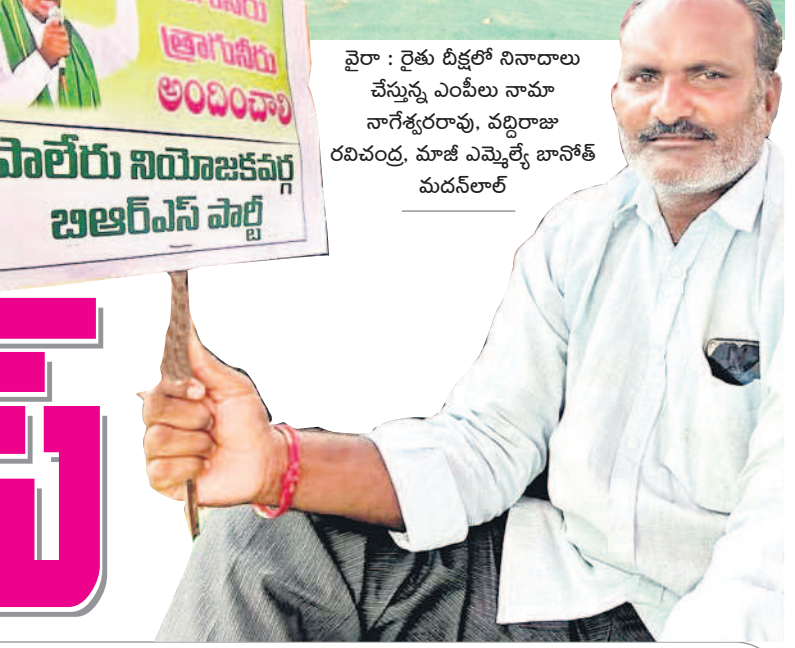 త్రాగునీరు
అందించాలి
పాలేరు నియోజకవర్గ
బిఆర్ఎస్ పార్టీ
వైరా : రైతు దీక్షలో నినాదాలు
చేస్తున్న ఎంపీలు నామా
నాగేశ్వరరావు, వద్దిరాజు
రవిచంద్ర, మాజీ ఎమ్మెల్యే బానోత్
మదన్‌లాల్